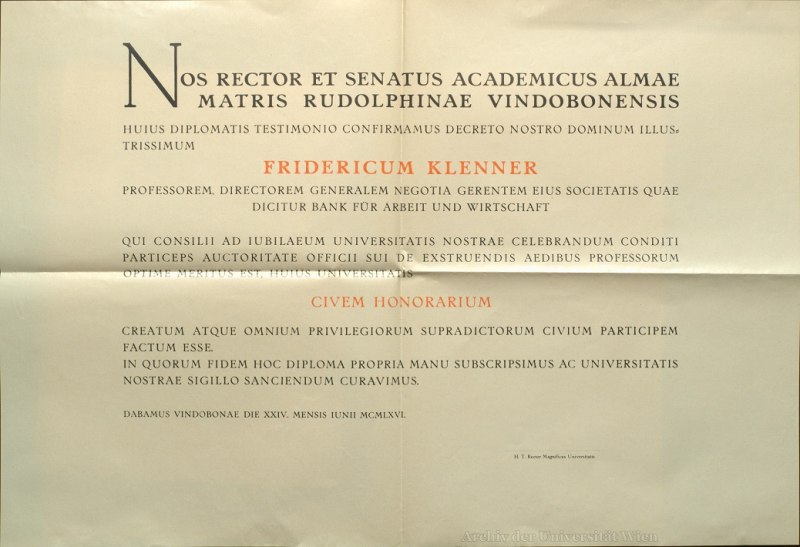 NOS RECTOR ET SENATUS ACADEMICUS ALMAE
MATRIS RUDOLPHINAE VINDOBONENSIS
HUIUS DIPLOMATIS TESTIMONIO CONFIRMAMUS DECRETO NOSTRO DOMINUM ILLUS=
TRISSIMUM
FRIDERICUM KLENNER
PROFESSOREM, DIRECTOREM GENERALEM NEGOTIA GERENTEM EIUS SOCIETATIS QUAE
DICITUR BANK FÜR ARBEIT UND WIRTSCHAFT
QUI CONSILII AD IUBILAEUM UNIVERSITATIS NOSTRAE CELEBRANDUM CONDITI
PARTICEPS AUCTORITATE OFFICII SUI DE EXSTRUENDIS AEDIBUS PROFESSORUM
OPTIME MERITUS EST, HUIUS UNIVERSITATIS
CIVEM HONORARIUM
CREATUM ATQUE OMNIUM PRIVILEGIORUM SUPRADICTORUM CIVIUM PARTICIPEM
FACTUM ESSE.
IN QUORUM FIDEM HOC DIPLOMA PROPRIA MANU SUBSCRIPSIMUS AC UNIVERSITATIS
NOSTRAE SIGILLO SANCIENDUM CURAVIMUS.
DABAMUS VINDOBONAE DIE XXIV. MENSIS IUNII MCMLXVI.
H. T. Rector Magnificus Universitatis
Archiv der Universität Wien